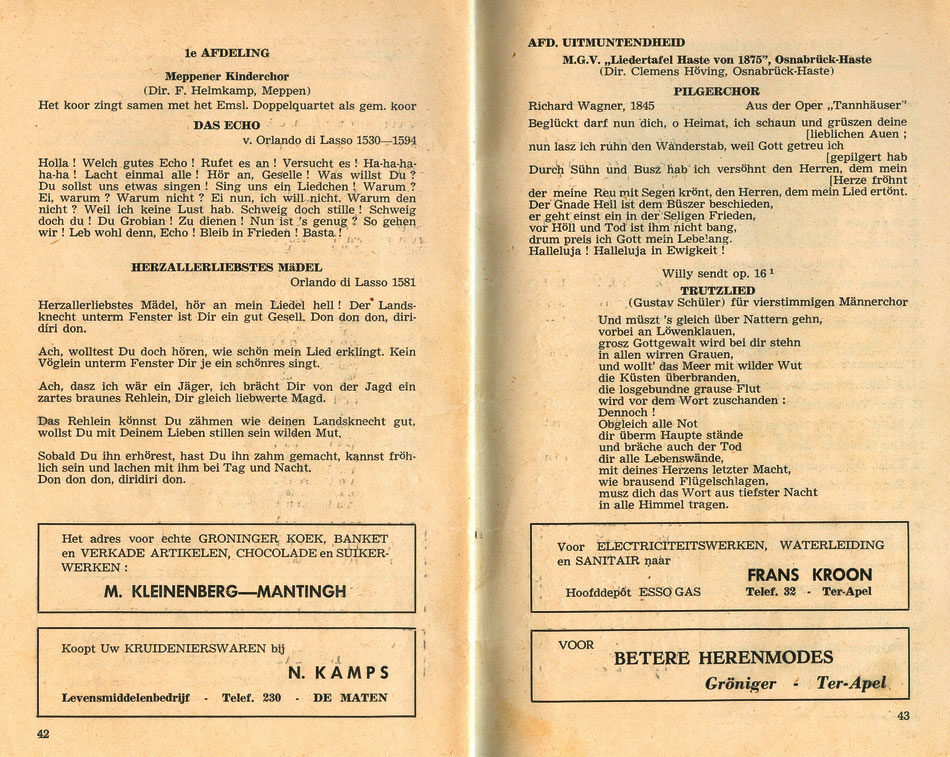 1e AFDELING
Meppener Kinderchor
(Dir. F. Helmkamp, Meppen)
Het koor zingt samen met het Emsl. Doppelquartet als gem. koor
DAS ECHO
v. Orlando di Lasso 1530—1594
Holla ! Welch gutes Echo ! Rufet es an ! Versucht es ! Ha-ha-ha-
ha-ha ! Lacht einmal alle ! Hör an, Geselle ! Was willst Du ?
Du sollst uns etwas singen ! Sing uns ein Liedchen ! Warum ?
Ei, warum ? Warum nicht ? Ei nun, ich will nicht. Warum den
nicht ? Weil ich keine Lust hab. Schweig doch stille ! Schweig
doch du ! Du Grobian ! Zu dienen ! Nun ist 's genug ? So gehen
wir ! Leb wohl denn, Echo ! Bleib in Frieden ! Basta !
HERZALLERLIEBSTES MäDEL
Orlando di Lasso 1581
Herzallerliebstes Mädel, hör an mein Liedel hell ! Der Lands-
knecht unterm Fenster ist Dir ein gut Gesell. Don don don, diri-
diri don.
Ach, wolltest Du doch hören, wie schön mein Lied erklingt. Kein
Vöglein unterm Fenster Dir je ein schönres singt.
Ach, dasz ich wär ein Jäger, ich brächt Dir von der Jagd ein
zartes braunes Rehlein, Dir gleich liebwerte Magd.
Das Rehlein könnst Du zähmen wie deinen Landsknecht gut,
wollst Du mit Deinem Lieben stillen sein wilden Mut.
Sobald Du ihn erhörest, hast Du ihn zahm gemacht, kannst fröh-
lich sein und lachen mit ihm bei Tag und Nacht.
Don don don, diridiri don.
Het adres voor echte GRONINGER KOEK, BANKET
en VERKADE ARTIKELEN, CHOCOLADE en SUIKER-
WERKEN :
M. KLEINENBERG—MANTINGH
Koopt Uw KRUIDENIERSWAREN bij
N. KAMPS
Levensmiddelenbedrijf - Telef. 230 - DE MATEN
42
AFD. UITMUNTENDHEID
M.G.V. „Liedertafel Haste von 1875", Osnabrück-Haste
(Dir. Clemens Höving, Osnabrück-Haste)
PILGERCHOR
Richard Wagner, 1845 Aus der Oper „Tannhäuser"
Beglückt darf nun dich, o Heimat, ich schaun und grüszen deine
[lieblichen Auen ;
nun lasz ich ruhn den Wanderstab, weil Gott getreu ich
[gepilgert hab
Durch Sühn und Busz hab ich versöhnt den Herren, dem mein
[Herze fröhnt
der meine Reu mit Segen krönt, den Herren, dem mein Lied ertönt.
Der Gnade Heil ist dem Büszer beschieden,
er geht einst ein in der Seligen Frieden,
vor Höll und Tod ist ihm nicht bang,
drum preis ich Gott mein Lebelang.
Halleluja ! Halleluja in Ewigkeit !
Willy sendt op. 16 ¹
TRUTZLIED
(Gustav Schüler) für vierstimmigen Männerchor
Und müszt 's gleich über Nattern gehn,
vorbei an Löwenklauen,
grosz Gottgewalt wird bei dir stehn
in allen wirren Grauen,
und wollt' das Meer mit wilder Wut
die Küsten überbranden,
die losgebundne grause Flut
wird vor dem Wort zuschanden :
Dennoch !
Obgleich alle Not
dir überm Haupte stände
und bräche auch der Tod
dir alle Lebenswände,
mit deines Herzens letzter Macht,
wie brausend Flügelschlagen,
musz dich das Wort aus tiefster Nacht
in alle Himmel tragen.
Voor ELECTRICITEITSWERKEN, WATERLEIDING
en SANITAIR naar
FRANS KROON
Hoofddepôt ESSO GAS Telef. 32 - Ter-Apel
VOOR
BETERE HERENMODES
Gröniger - Ter-Apel
43